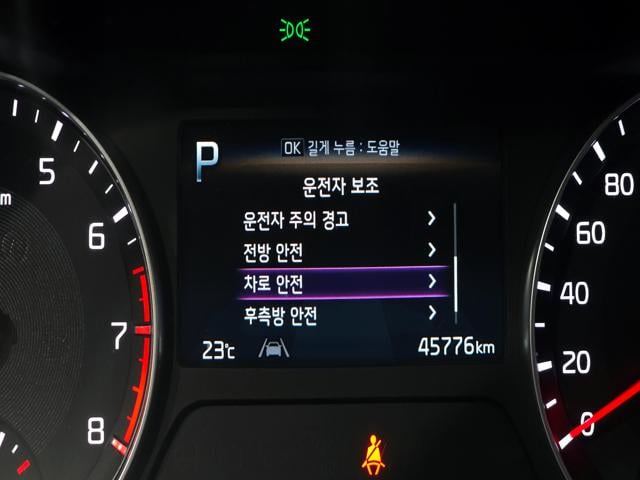 P
OK 길게 누름 : 도움말
운전자 보조
운전자 주의 경고
전방 안전
차로 안전
후측방 안전
23℃
45776 km
5
6
7
8
80
60
40
20
0